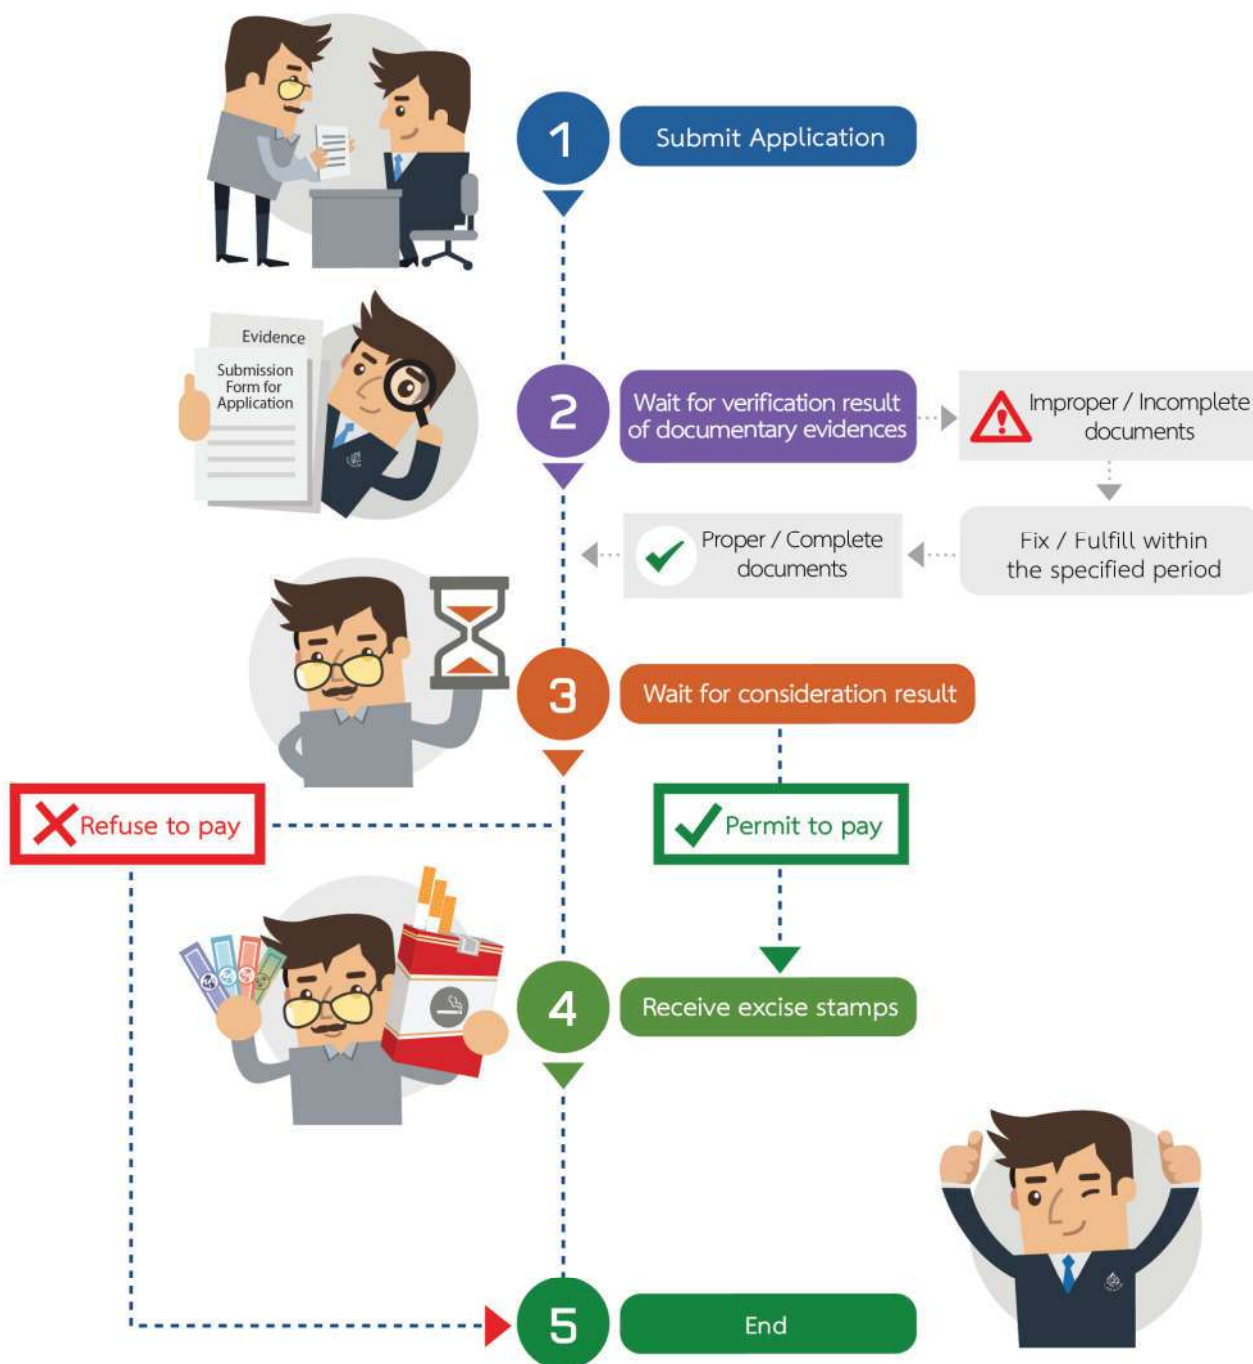 1
Submit Application
Evidence
Submission
Form for
Application
2
Wait for verification result
of documentary evidences
Improper / Incomplete
documents
Fix / Fulfill within
the specified period
Proper / Complete
documents
3
Wait for consideration result
Refuse to pay
Permit to pay
4
Receive excise stamps
5
End